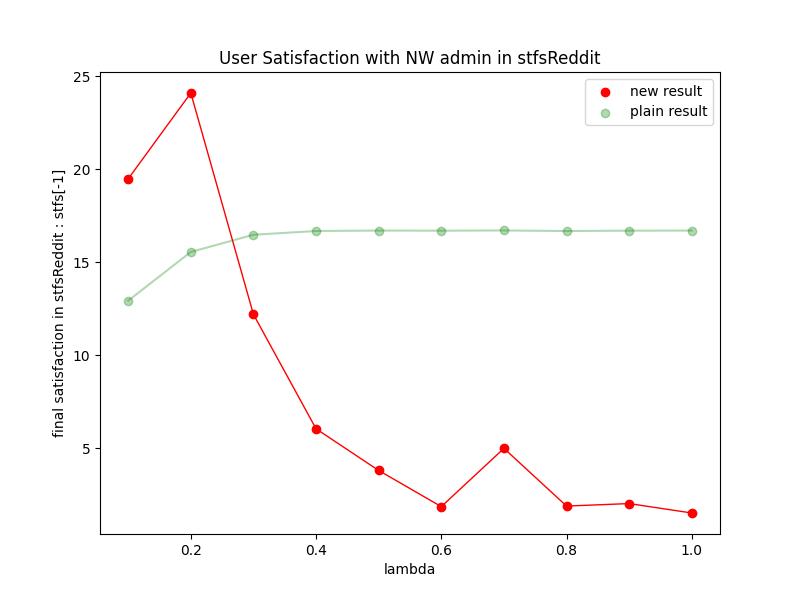 User Satisfaction with NW admin in stfsReddit
new result
plain result
25
20
15
10
5
final satisfaction in stfsReddit : stfs[-1]
0.2 0.4 0.6 0.8 1.0
lambda